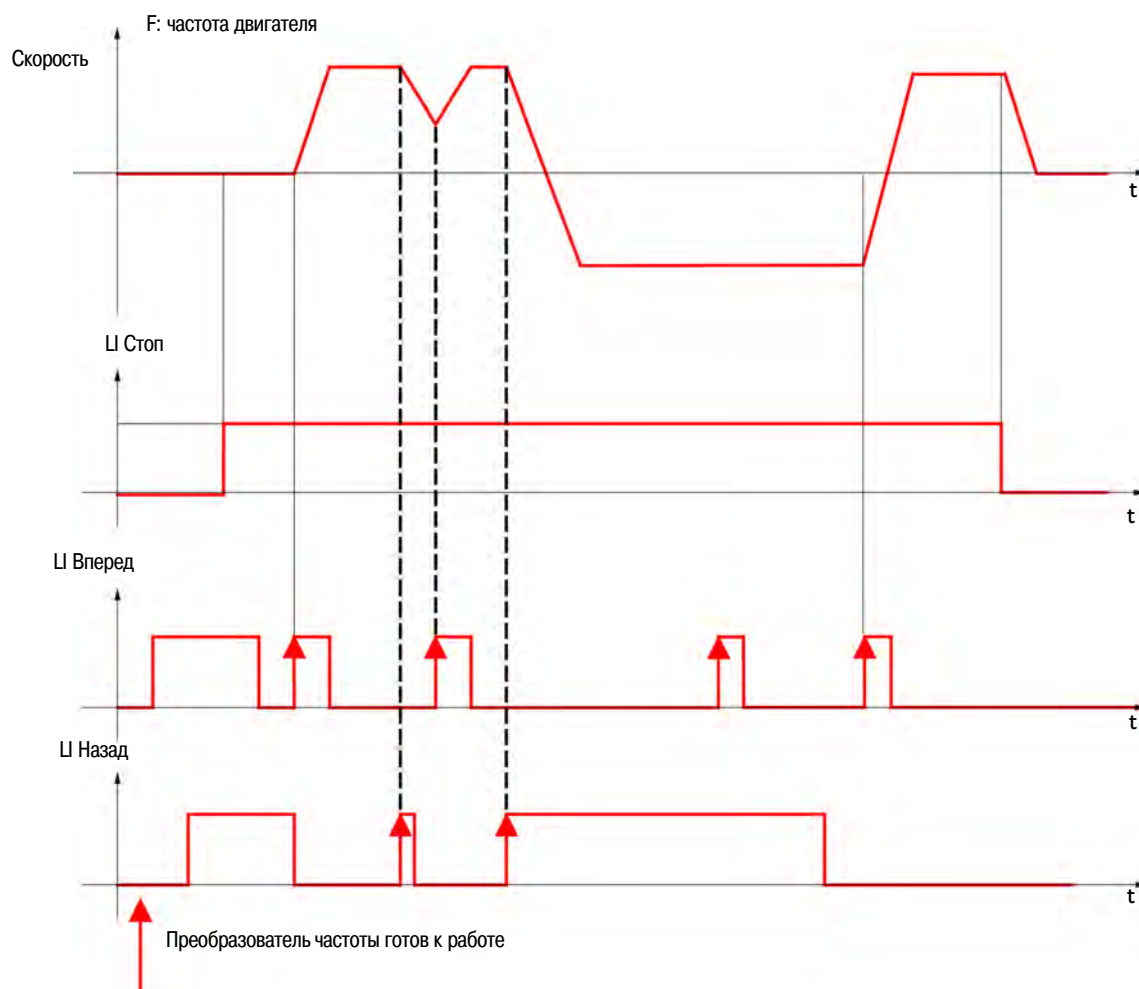 F: частота двигателя
Скорость
t
LI Стоп
t
LI Вперед
t
LI Назад
t
Преобразователь частоты готов к работе